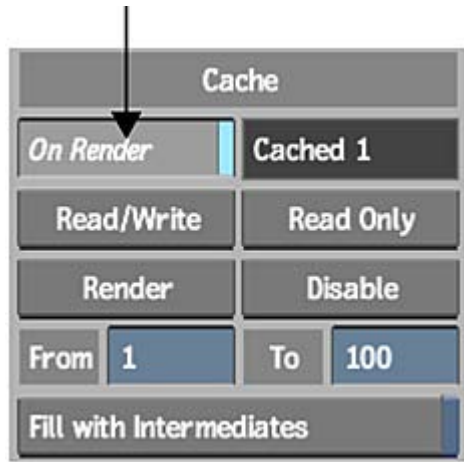 Cache
On Render Cached 1
Read/Write Read Only
Render Disable
From 1 To 100
Fill with Intermediates